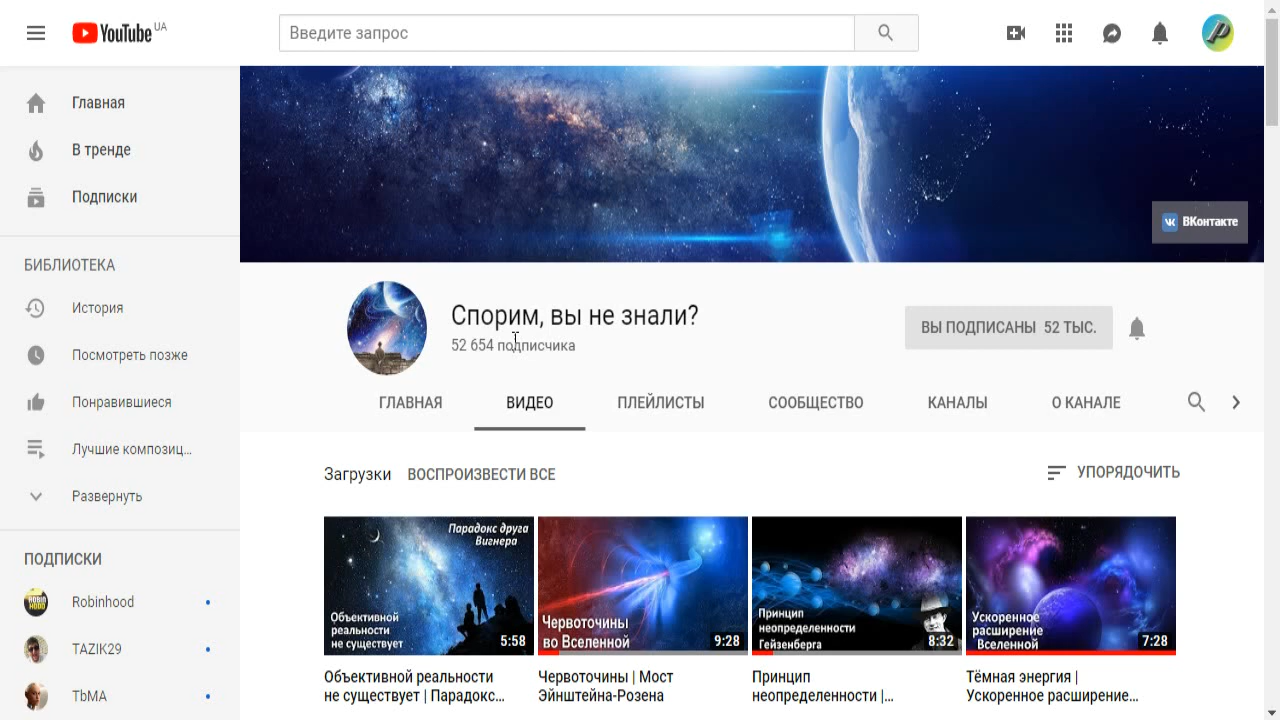 YouTube UA
Введите запрос
Главная
В тренде
Подписки
БИБЛИОТЕКА
История
Посмотреть позже
Понравившиеся
Лучшие композиц...
Развернуть
ПОДПИСКИ
Robinhood
TAZIK29
TbMA
ВКонтакте
Спорим, вы не знали?
52 654 подписчика
ВЫ ПОДПИСАНЫ 52 ТЫС.
ГЛАВНАЯ ВИДЕО ПЛЕЙЛИСТЫ СООБЩЕСТВО КАНАЛЫ О КАНАЛЕ
Загрузки ВОСПРОИЗВЕСТИ ВСЕ УПОРЯДОЧИТЬ
Парадокс друга
Вигнера
Объективной
реальности
не существует
5:58
Объективной реальности
не существует | Парадокс...
Червоточины
во Вселенной
9:28
Червоточины | Мост
Эйнштейна-Розена
Принцип
неопределенности
Гейзенберга
8:32
Принцип
неопределенности |...
Ускоренное
расширение
Вселенной
7:28
Тёмная энергия |
Ускоренное расширение...